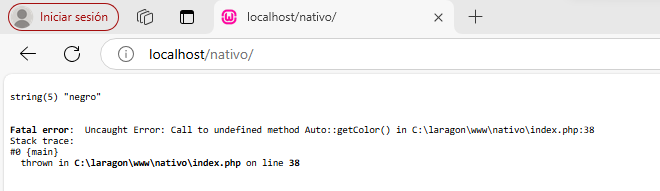 Iniciar sesión
localhost/nativo/
localhost/nativo/
string(5) "negro"
Fatal error:  Uncaught Error: Call to undefined method Auto::getColor() in C:\laragon\www\nativo\index.php:38
Stack trace:
#0 {main}
  thrown in C:\laragon\www\nativo\index.php on line 38